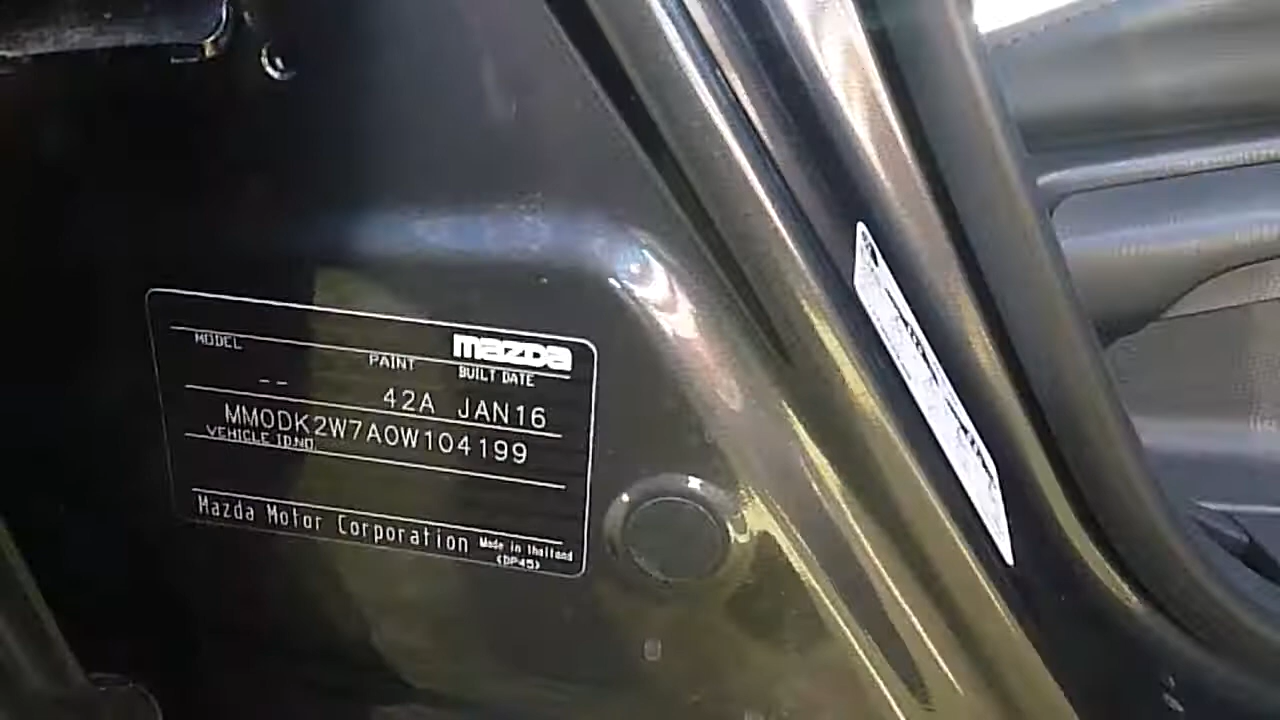 mazda
MODEL PAINT BUILT DATE
-- 42A JAN16
MM0DK2W7A0W104199
VEHICLE ID.NO.
Mazda Motor Corporation Made in Thailand
(DP45)